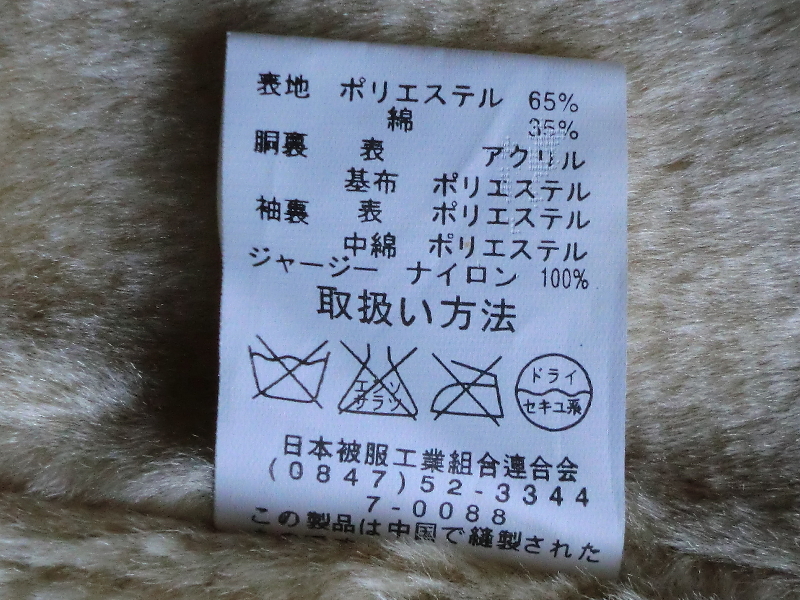 表地 ポリエステル 65%
綿 35%
胴裏 表 アクリル
基布 ポリエステル
袖裏 表 ポリエステル
中綿 ポリエステル
ジャージー ナイロン 100%
取扱い方法
エンソ
サラシ
ドライ
セキユ系
日本被服工業組合連合会
(0847)52-3344
7-0088
この製品は中国で縫製された